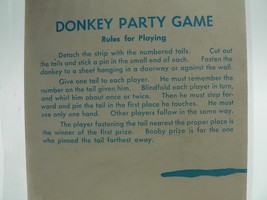 DONKEY PARTY GAME
Rules for Playing
Detach the strip with the numbered tails. Cut out
the tails and stick a pin in the small end of each. Fasten the
donkey to a sheet hanging in a doorway or against the wall.
Give one tail to each player. He must remember the
number on the tail given him. Blindfold each player in turn,
and whirl him about once or twice. Then he must step for-
ward and pin the tail in the first place he touches. He must
use only one hand. Other players follow in the same way.
The player fastening the tail nearest the proper place is
the winner of the first prize. Booby prize is for the one
who pinned the tail farthest away.